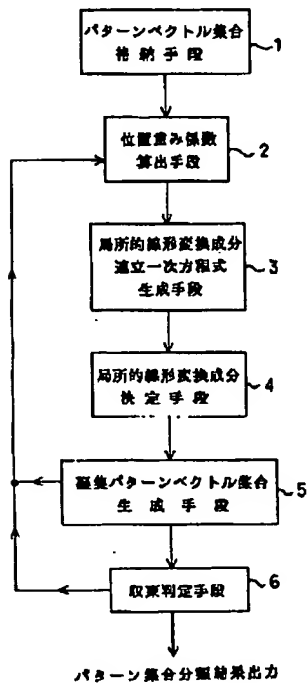 パターンベクトル集合
格納手段
1
位置重み係数
算出手段
2
局所的線形変換成分
連立一次方程式
生成手段
3
局所的線形変換成分
決定手段
4
凝集パターンベクトル集合
生成手段
5
収束判定手段
6
パターン集合分類結果出力